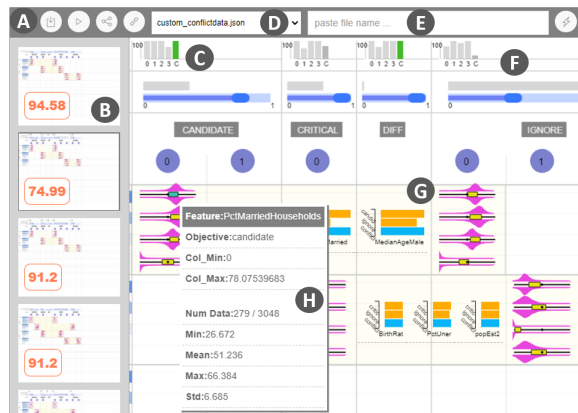 A
custom_conflictdata.json
D
paste file name ...
E
94.58
B
74.99
91.2
91.2
100
0 1 2 3 C
C
100
0 1 2 3 C
100
0 1 2 3 C
100
0 1 2 3 C
F
0 1
0 1
0 1
0
CANDIDATE
CRITICAL
DIFF
IGNORE
0
1
0
0
1
G
Feature:PctMarriedHouseholds
Objective:candidate
Col_Min:0
Col_Max:78.07539683
Num Data:279 / 3048
Min:26.672
Mean:51.236
Max:66.384
Std:6.685
H
arried
MedianAgeMale
BirthRat
PctUner
popEst2